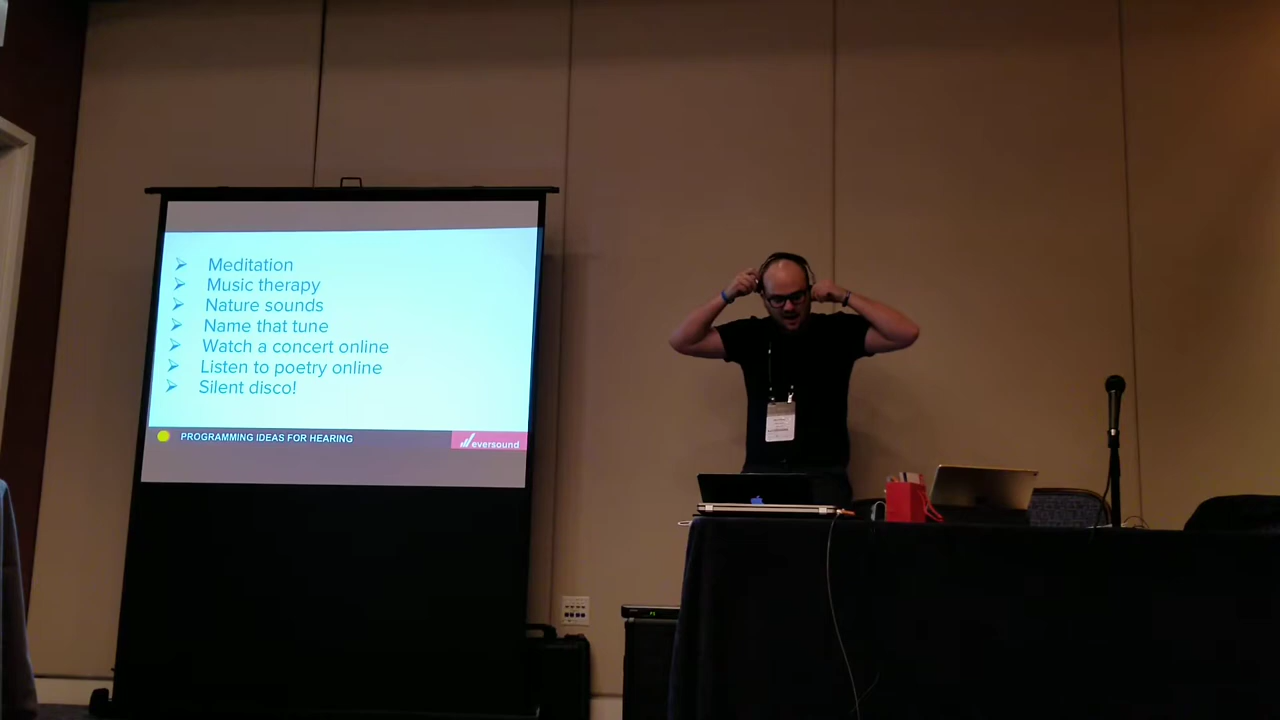 Meditation
Music therapy
Nature sounds
Name that tune
Watch a concert online
Listen to poetry online
Silent disco!
PROGRAMMING IDEAS FOR HEARING
eversound